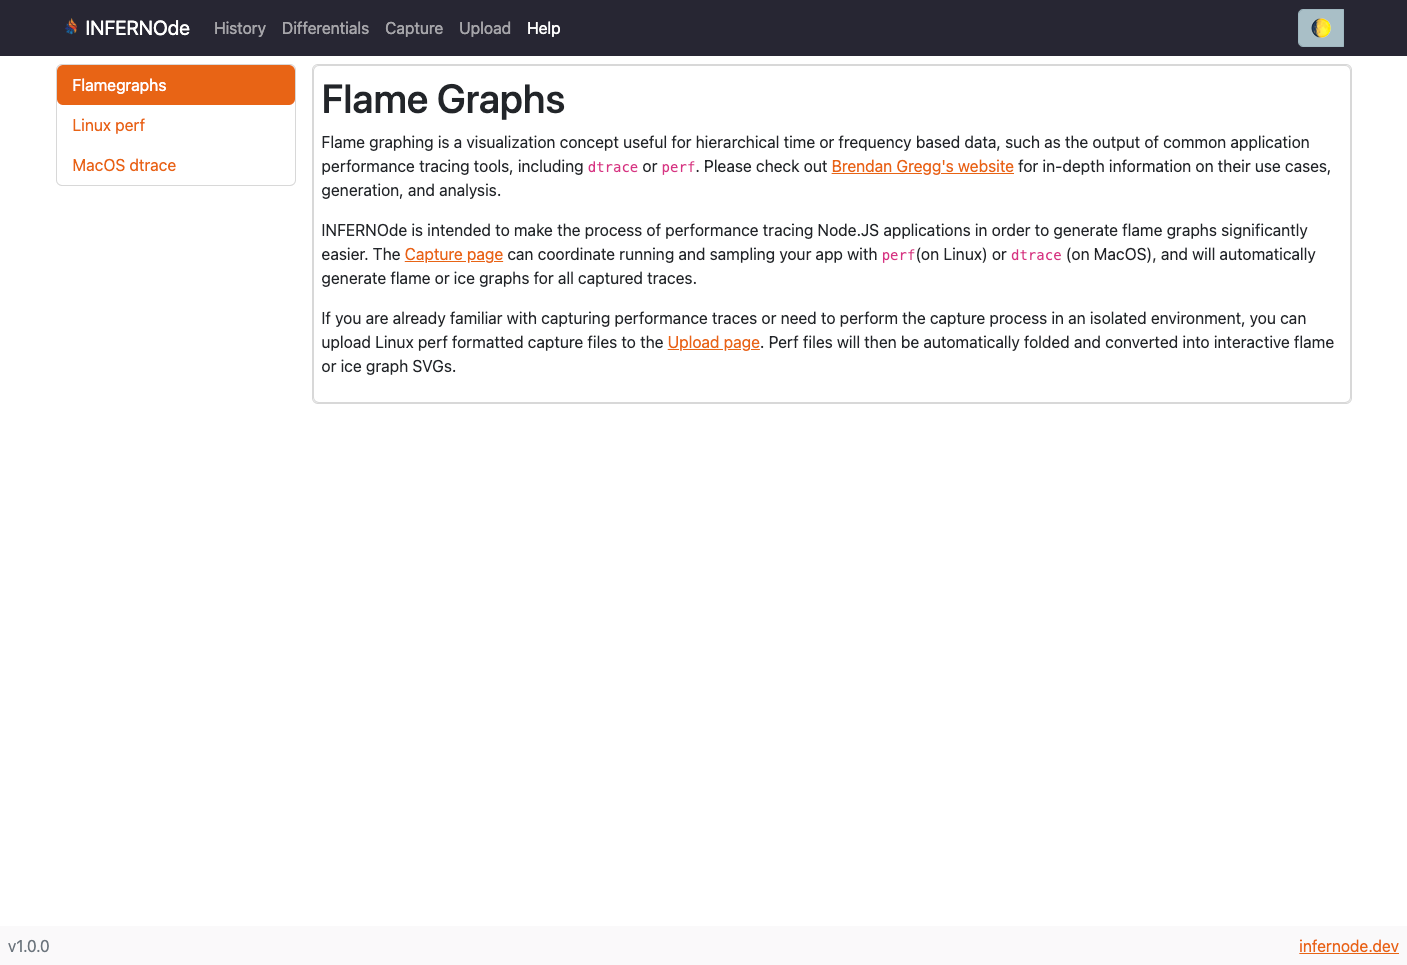 INFERNOde History Differentials Capture Upload Help
Flamegraphs
Linux perf
MacOS dtrace
Flame Graphs
Flame graphing is a visualization concept useful for hierarchical time or frequency based data, such as the output of common application
performance tracing tools, including dtrace or perf. Please check out Brendan Gregg's website for in-depth information on their use cases,
generation, and analysis.
INFERNOde is intended to make the process of performance tracing Node.JS applications in order to generate flame graphs significantly
easier. The Capture page can coordinate running and sampling your app with perf(on Linux) or dtrace (on MacOS), and will automatically
generate flame or ice graphs for all captured traces.
If you are already familiar with capturing performance traces or need to perform the capture process in an isolated environment, you can
upload Linux perf formatted capture files to the Upload page. Perf files will then be automatically folded and converted into interactive flame
or ice graph SVGs.
v1.0.0
infernode.dev